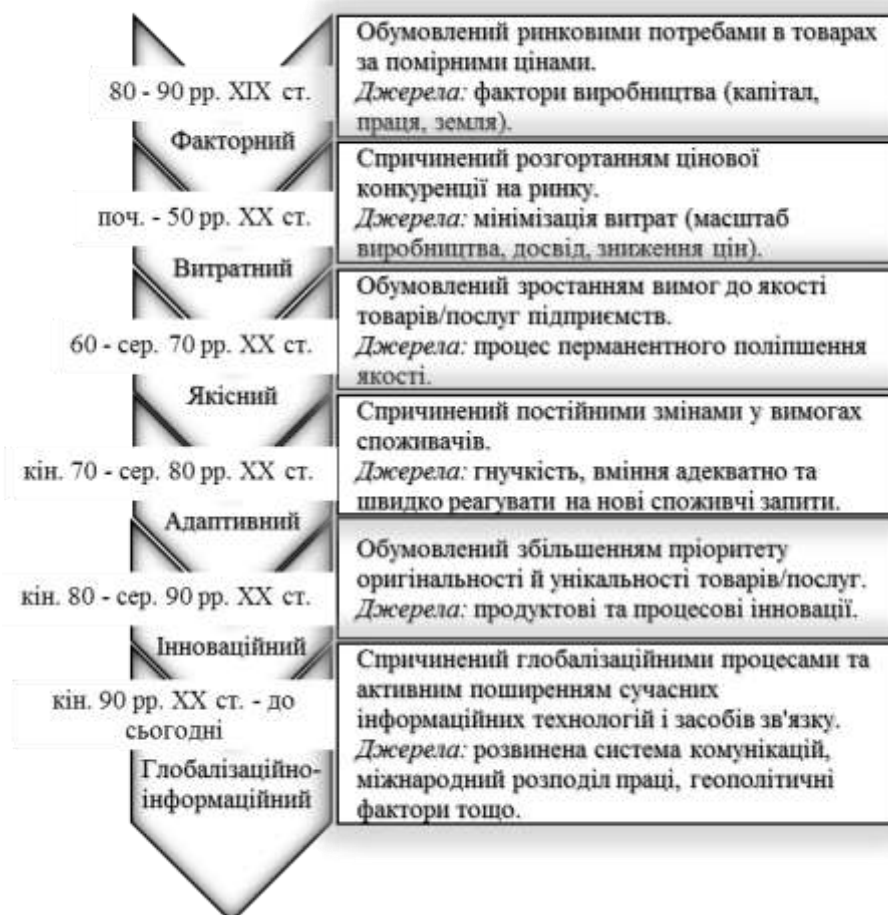 80 - 90 рр. ХІХ ст.
Факторний
Обумовлений ринковими потребами в товарах
за помірними цінами.
Джерела: фактори виробництва (капітал,
праця, земля).
поч. - 50 рр. ХХ ст.
Витратний
Спричинений розгортанням цінової
конкуренції на ринку.
Джерела: мінімізація витрат (масштаб
виробництва, досвід, зниження цін).
60 - сер. 70 рр. ХХ ст.
Якісний
Обумовлений зростанням вимог до якості
товарів/послуг підприємств.
Джерела: процес перманентного поліпшення
якості.
кін. 70 - сер. 80 рр. ХХ ст.
Адаптивний
Спричинений постійними змінами у вимогах
споживачів.
Джерела: гнучкість, вміння адекватно та
швидко реагувати на нові споживчі запити.
кін. 80 - сер. 90 рр. ХХ ст.
Інноваційний
Обумовлений збільшенням пріоритету
оригінальності й унікальності товарів/послуг.
Джерела: продуктові та процесові інновації.
кін. 90 рр. ХХ ст. - до
сьогодні
Глобалізаційно-
інформаційний
Спричинений глобалізаційними процесами та
активним поширенням сучасних
інформаційних технологій і засобів зв'язку.
Джерела: розвинена система комунікацій,
міжнародний розподіл праці, геополітичні
фактори тощо.